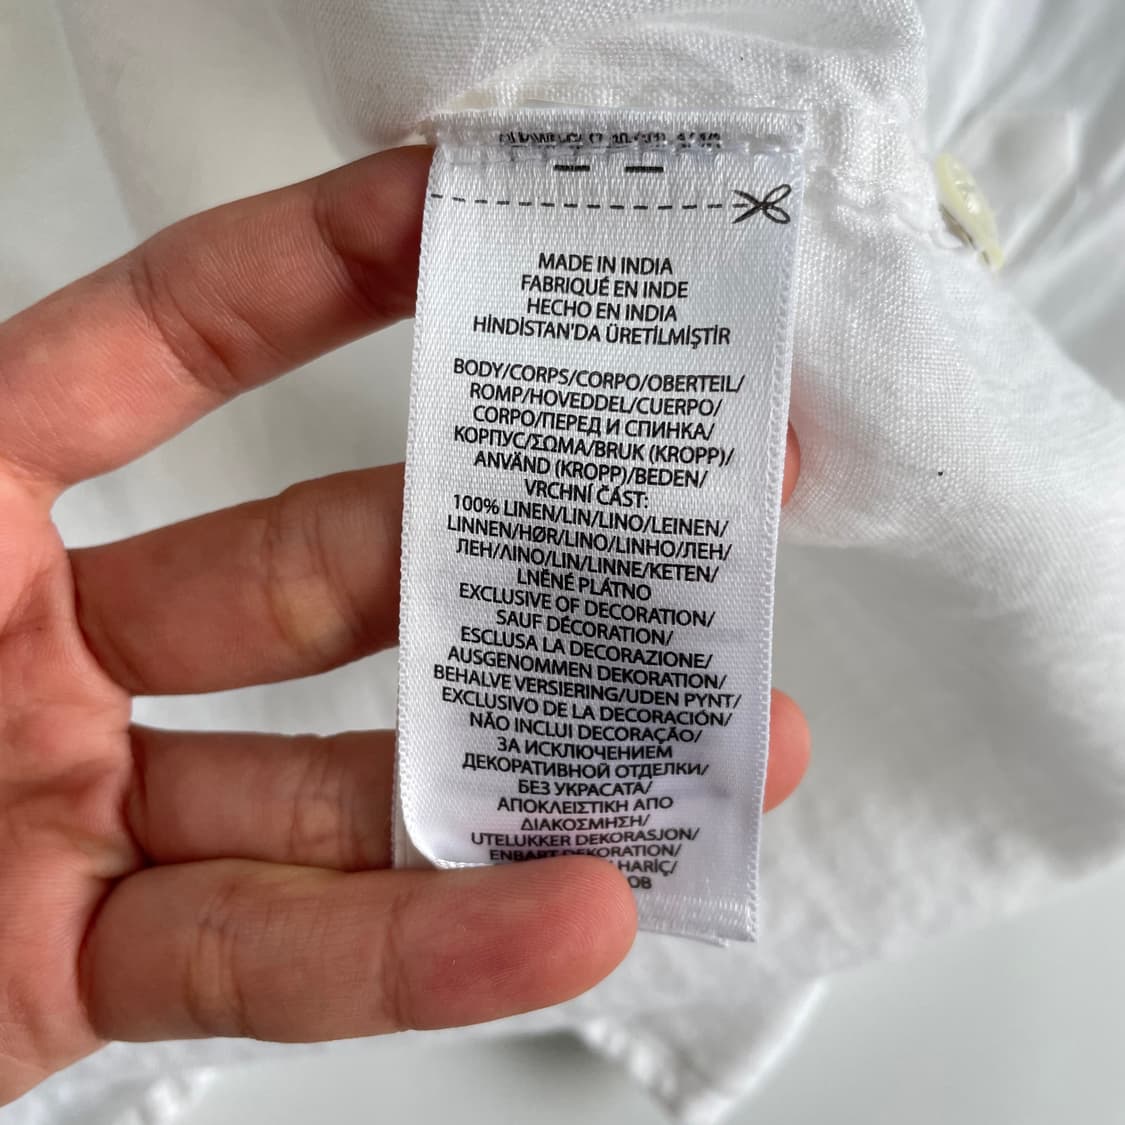 MADE IN INDIA
FABRIQUÉ EN INDE
HECHO EN INDIA
HİNDİSTAN'DA ÜRETİLMİŞTİR
BODY/CORPS/CORPO/OBERTEIL/
ROMP/HOVEDDEL/CUERPO/
CORPO/ПЕРЕД И СПИНКА/
КОРПУС/ΣΩΜΑ/BRUK (KROPP)/
ANVÄND (KROPP)/BEDEN/
VRCHNÍ ČÁST:
100% LINEN/LIN/LINO/LEINEN/
LINNEN/HØR/LINO/LINHO/ЛЕН/
ЛЕН/ΛΙΝΟ/LIN/LINNE/KETEN/
LNĚNÉ PLÁTNO
EXCLUSIVE OF DECORATION/
SAUF DÉCORATION/
ESCLUSA LA DECORAZIONE/
AUSGENOMMEN DEKORATION/
BEHALVE VERSIERING/UDEN PYNT/
EXCLUSIVO DE LA DECORACIÓN/
NÃO INCLUI DECORAÇÃO/
ЗА ИСКЛЮЧЕНИЕМ
ДЕКОРАТИВНОЙ ОТДЕЛКИ/
БЕЗ УКРАСАТА/
ΑΠΟΚΛΕΙΣΤΙΚΗ ΑΠΟ
ΔΙΑΚΟΣΜΗΣΗ/
UTELUKKER DEKORASJON/
ENBART DEKORATION/
HARİÇ/